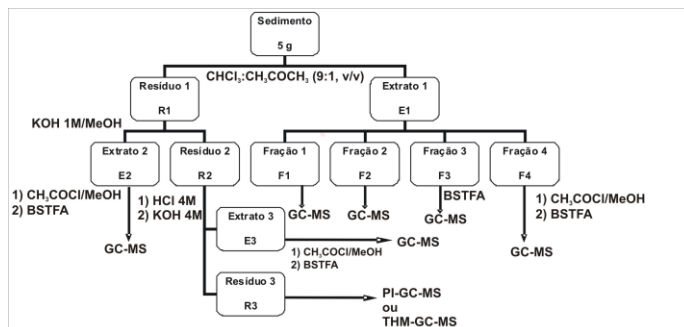 Sedimento
5 g
CHCl₃:CH₃COCH₃ (9:1, v/v)
Resíduo 1
R1
Extrato 1
E1
KOH 1M/MeOH
Extrato 2
E2
Resíduo 2
R2
Fração 1
F1
Fração 2
F2
Fração 3
F3
Fração 4
F4
1) CH₃COCl/MeOH
2) BSTFA
GC-MS
1) HCl 4M
2) KOH 4M
GC-MS
GC-MS
BSTFA
GC-MS
1) CH₃COCl/MeOH
2) BSTFA
GC-MS
Extrato 3
E3
1) CH₃COCl/MeOH
2) BSTFA
GC-MS
Resíduo 3
R3
PI-GC-MS
ou
THM-GC-MS